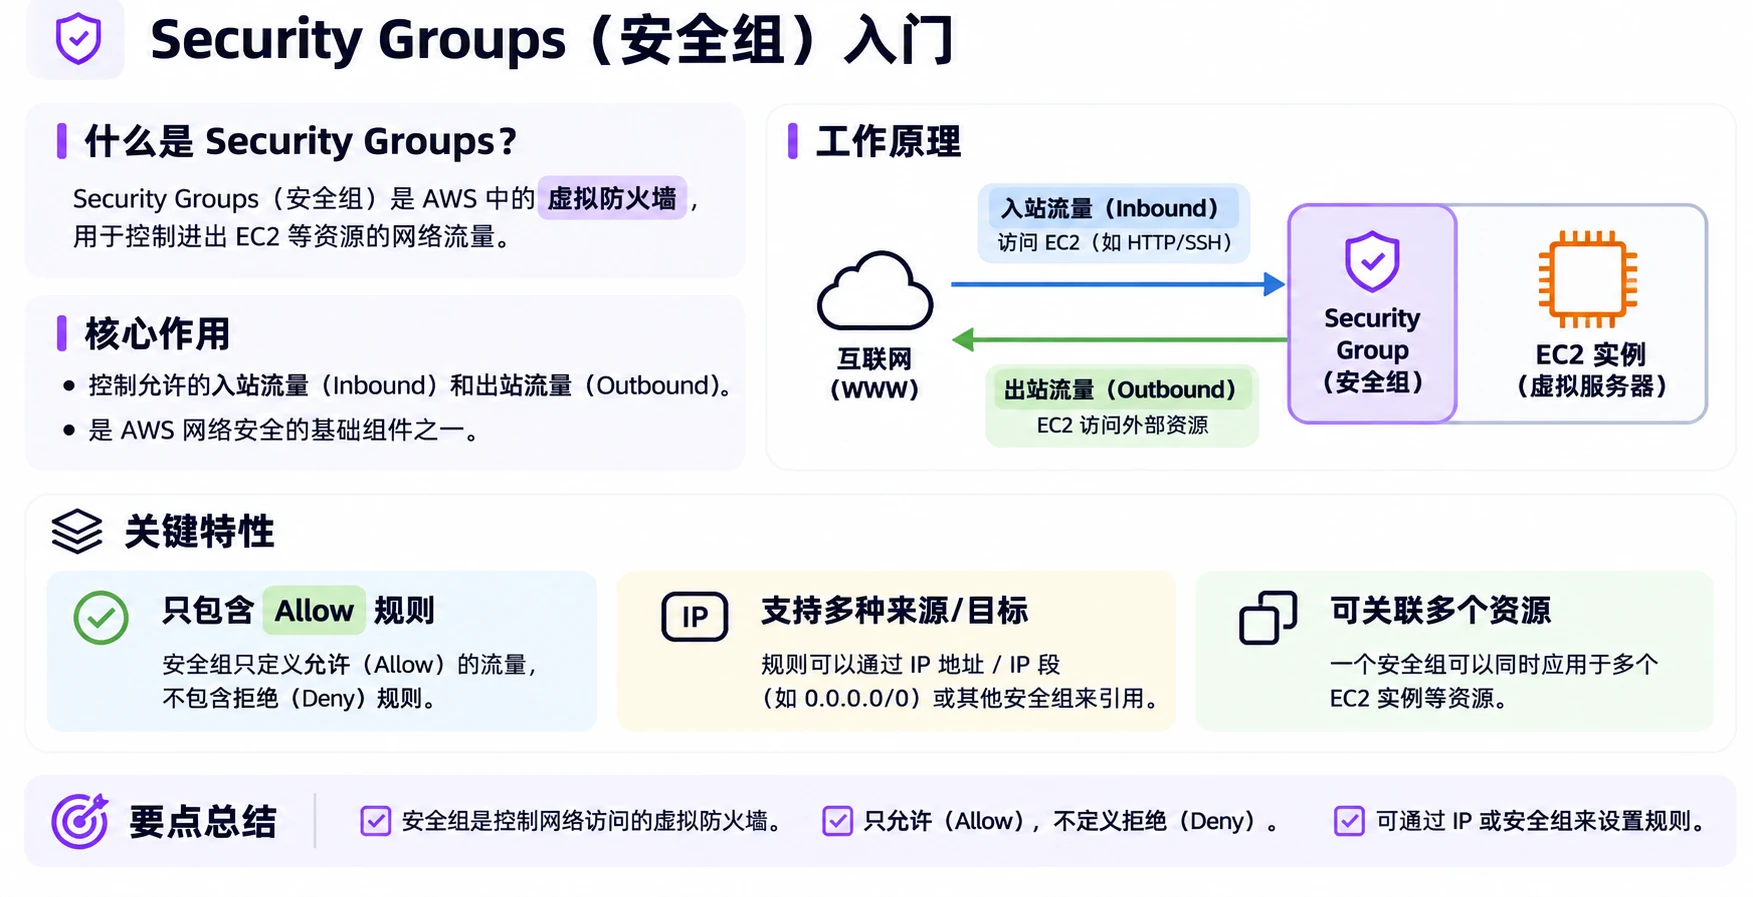 Security Groups（安全组）入门
什么是 Security Groups？
Security Groups（安全组）是 AWS 中的 虚拟防火墙，
用于控制进出 EC2 等资源的网络流量。
核心作用
• 控制允许的入站流量（Inbound）和出站流量（Outbound）。
• 是 AWS 网络安全的基础组件之一。
工作原理
入站流量（Inbound）
访问 EC2（如 HTTP/SSH）
互联网
（WWW）
出站流量（Outbound）
EC2 访问外部资源
Security
Group
（安全组）
EC2 实例
（虚拟服务器）
关键特性
只包含 Allow 规则
安全组只定义允许（Allow）的流量，
不包含拒绝（Deny）规则。
IP
支持多种来源/目标
规则可以通过 IP 地址 / IP 段
（如 0.0.0.0/0）或其他安全组来引用。
可关联多个资源
一个安全组可以同时应用于多个
EC2 实例等资源。
要点总结
安全组是控制网络访问的虚拟防火墙。
只允许（Allow），不定义拒绝（Deny）。
可通过 IP 或安全组来设置规则。